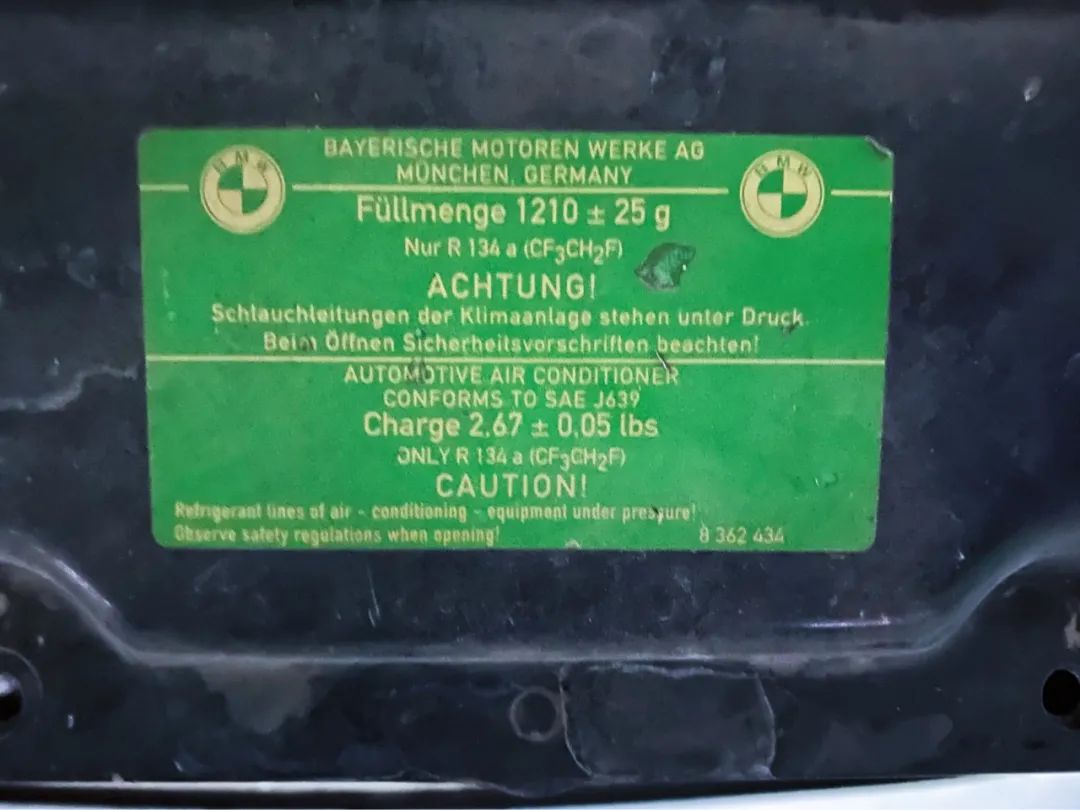 BAYERISCHE MOTOREN WERKE AG
MÜNCHEN, GERMANY
BMW
BMW
Füllmenge 1210 ± 25 g
Nur R 134 a (CF₃CH₂F)
ACHTUNG!
Schlauchleitungen der Klimaanlage stehen unter Druck.
Beim Öffnen Sicherheitsvorschriften beachten!
AUTOMOTIVE AIR CONDITIONER
CONFORMS TO SAE J639
Charge 2,67 ± 0,05 lbs
ONLY R 134 a (CF₃CH₂F)
CAUTION!
Refrigerant lines of air - conditioning - equipment under pressure!
Observe safety regulations when opening!
8 362 434